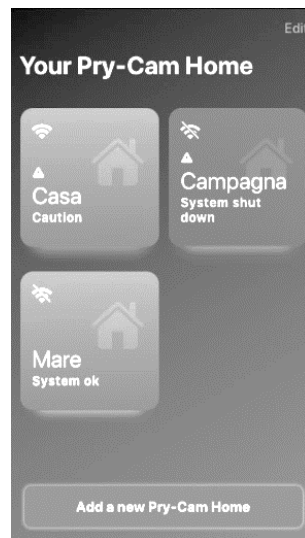 Edit
Your Pry-Cam Home
Casa
Caution
Campagna
System shut
down
Mare
System ok
Add a new Pry-Cam Home